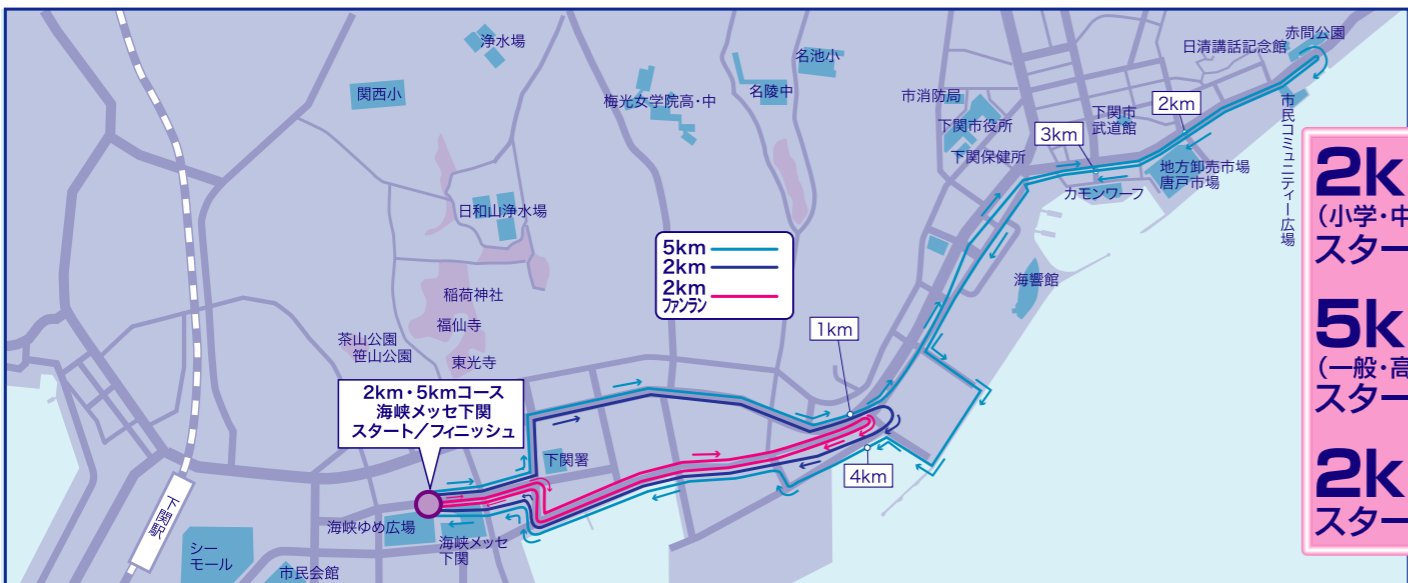 浄水場
関西小
梅光女学院高・中
名陵中
名池小
市消防局
下関市役所
下関保健所
下関市
武道館
日清講話記念館
赤間公園
2km
3km
地方卸売市場
唐戸市場
カモンワーフ
市民コミュニティー広場
海響館
日和山浄水場
稲荷神社
福仙寺
東光寺
茶山公園
笹山公園
5km
2km
2km
ファンラン
1km
4km
2km・5kmコース
海峡メッセ下関
スタート／フィニッシュ
下関署
海峡ゆめ広場
海峡メッセ
下関
下関駅
シー
モール
市民会館
2k
(小学・中
スター
5k
(一般・高
スター
2k
スター